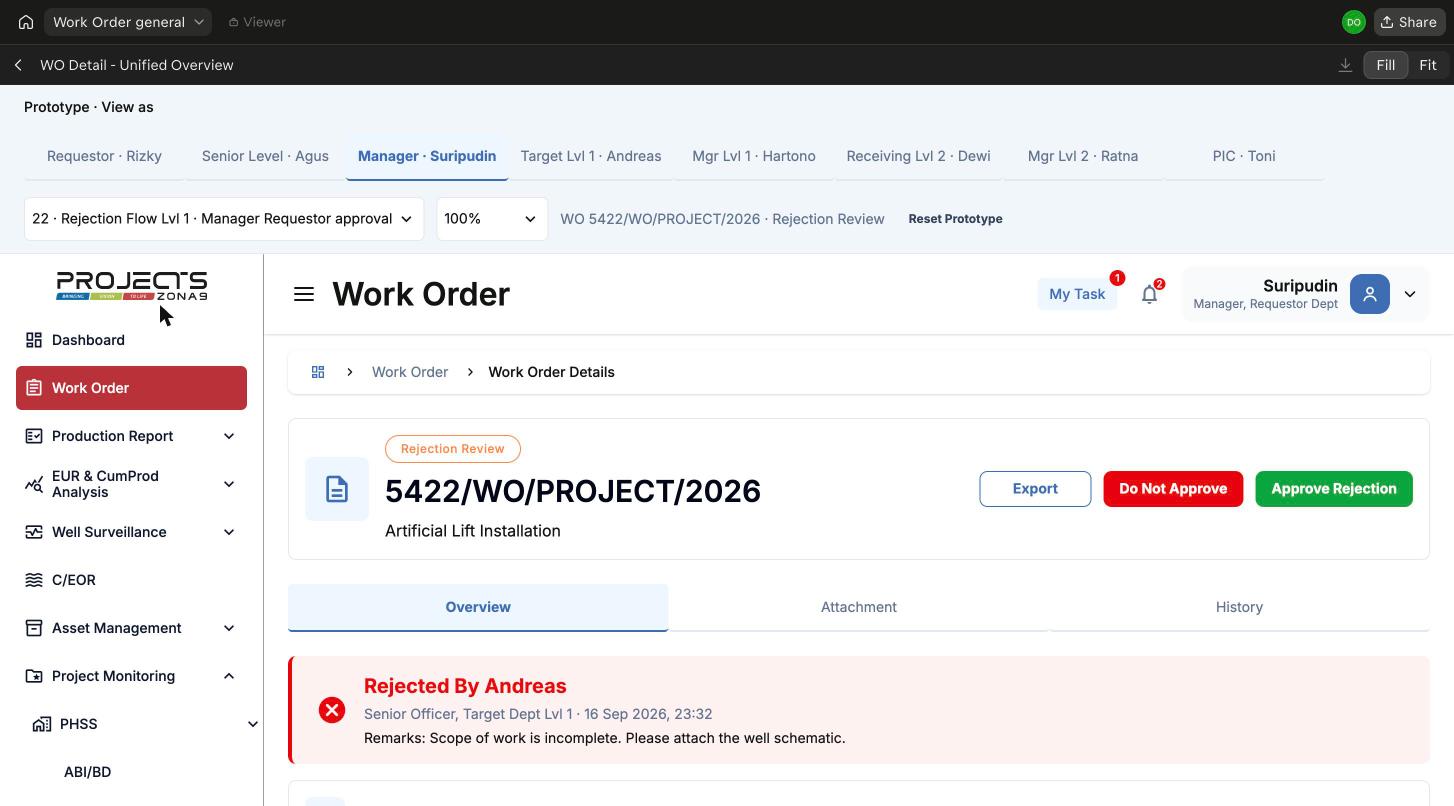 Work Order general
Viewer
DO
Share
WO Detail - Unified Overview
Fill
Fit
Prototype · View as
Requestor · Rizky
Senior Level · Agus
Manager · Suripudin
Target Lvl 1 · Andreas
Mgr Lvl 1 · Hartono
Receiving Lvl 2 · Dewi
Mgr Lvl 2 · Ratna
PIC · Toni
22 · Rejection Flow Lvl 1 · Manager Requestor approval
100%
WO 5422/WO/PROJECT/2026 · Rejection Review
Reset Prototype
PROJECTS
BRINGING VISION TO LIFE ZONA9
Dashboard
Work Order
Production Report
EUR & CumProd
Analysis
Well Surveillance
C/EOR
Asset Management
Project Monitoring
PHSS
ABI/BD
Work Order
My Task
1
2
Suripudin
Manager, Requestor Dept
Work Order
Work Order Details
Rejection Review
5422/WO/PROJECT/2026
Artificial Lift Installation
Export
Do Not Approve
Approve Rejection
Overview
Attachment
History
Rejected By Andreas
Senior Officer, Target Dept Lvl 1 · 16 Sep 2026, 23:32
Remarks: Scope of work is incomplete. Please attach the well schematic.